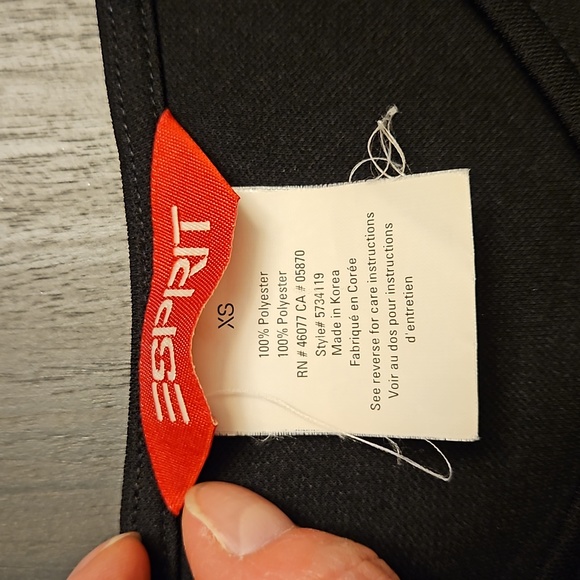 ESPRIT
XS
100% Polyester
100% Polyester
RN # 46077 CA # 05870
Style# 5734119
Made in Korea
Fabriqué en Corée
See reverse for care instructions
Voir au dos pour instructions
d'entretien